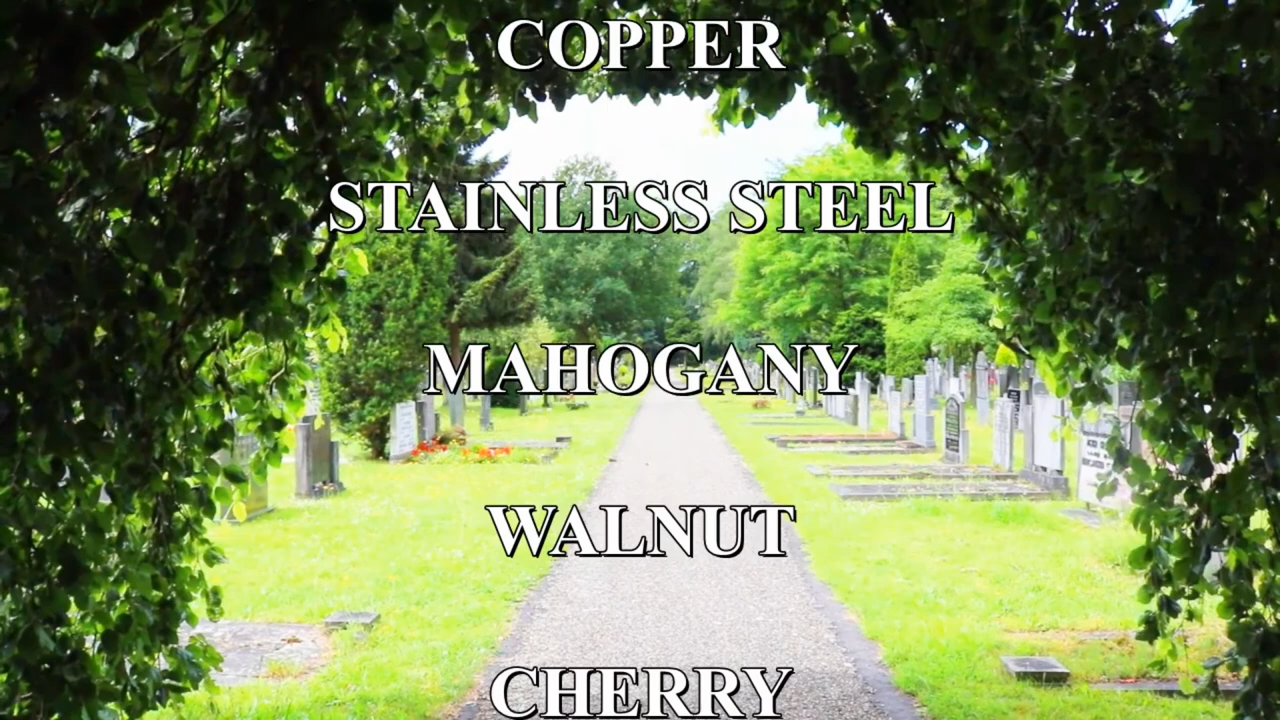 COPPER
STAINLESS STEEL
MAHOGANY
WALNUT
CHERRY